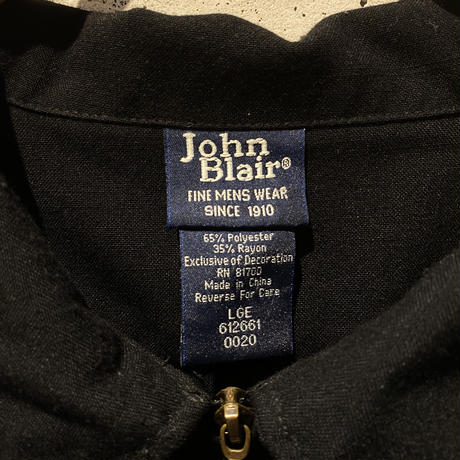 John
Blair®
FINE MENS WEAR
SINCE 1910
65% Polyester
35% Rayon
Exclusive of Decoration
RN 81700
Made in China
Reverse For Care
LGE
612661
0020